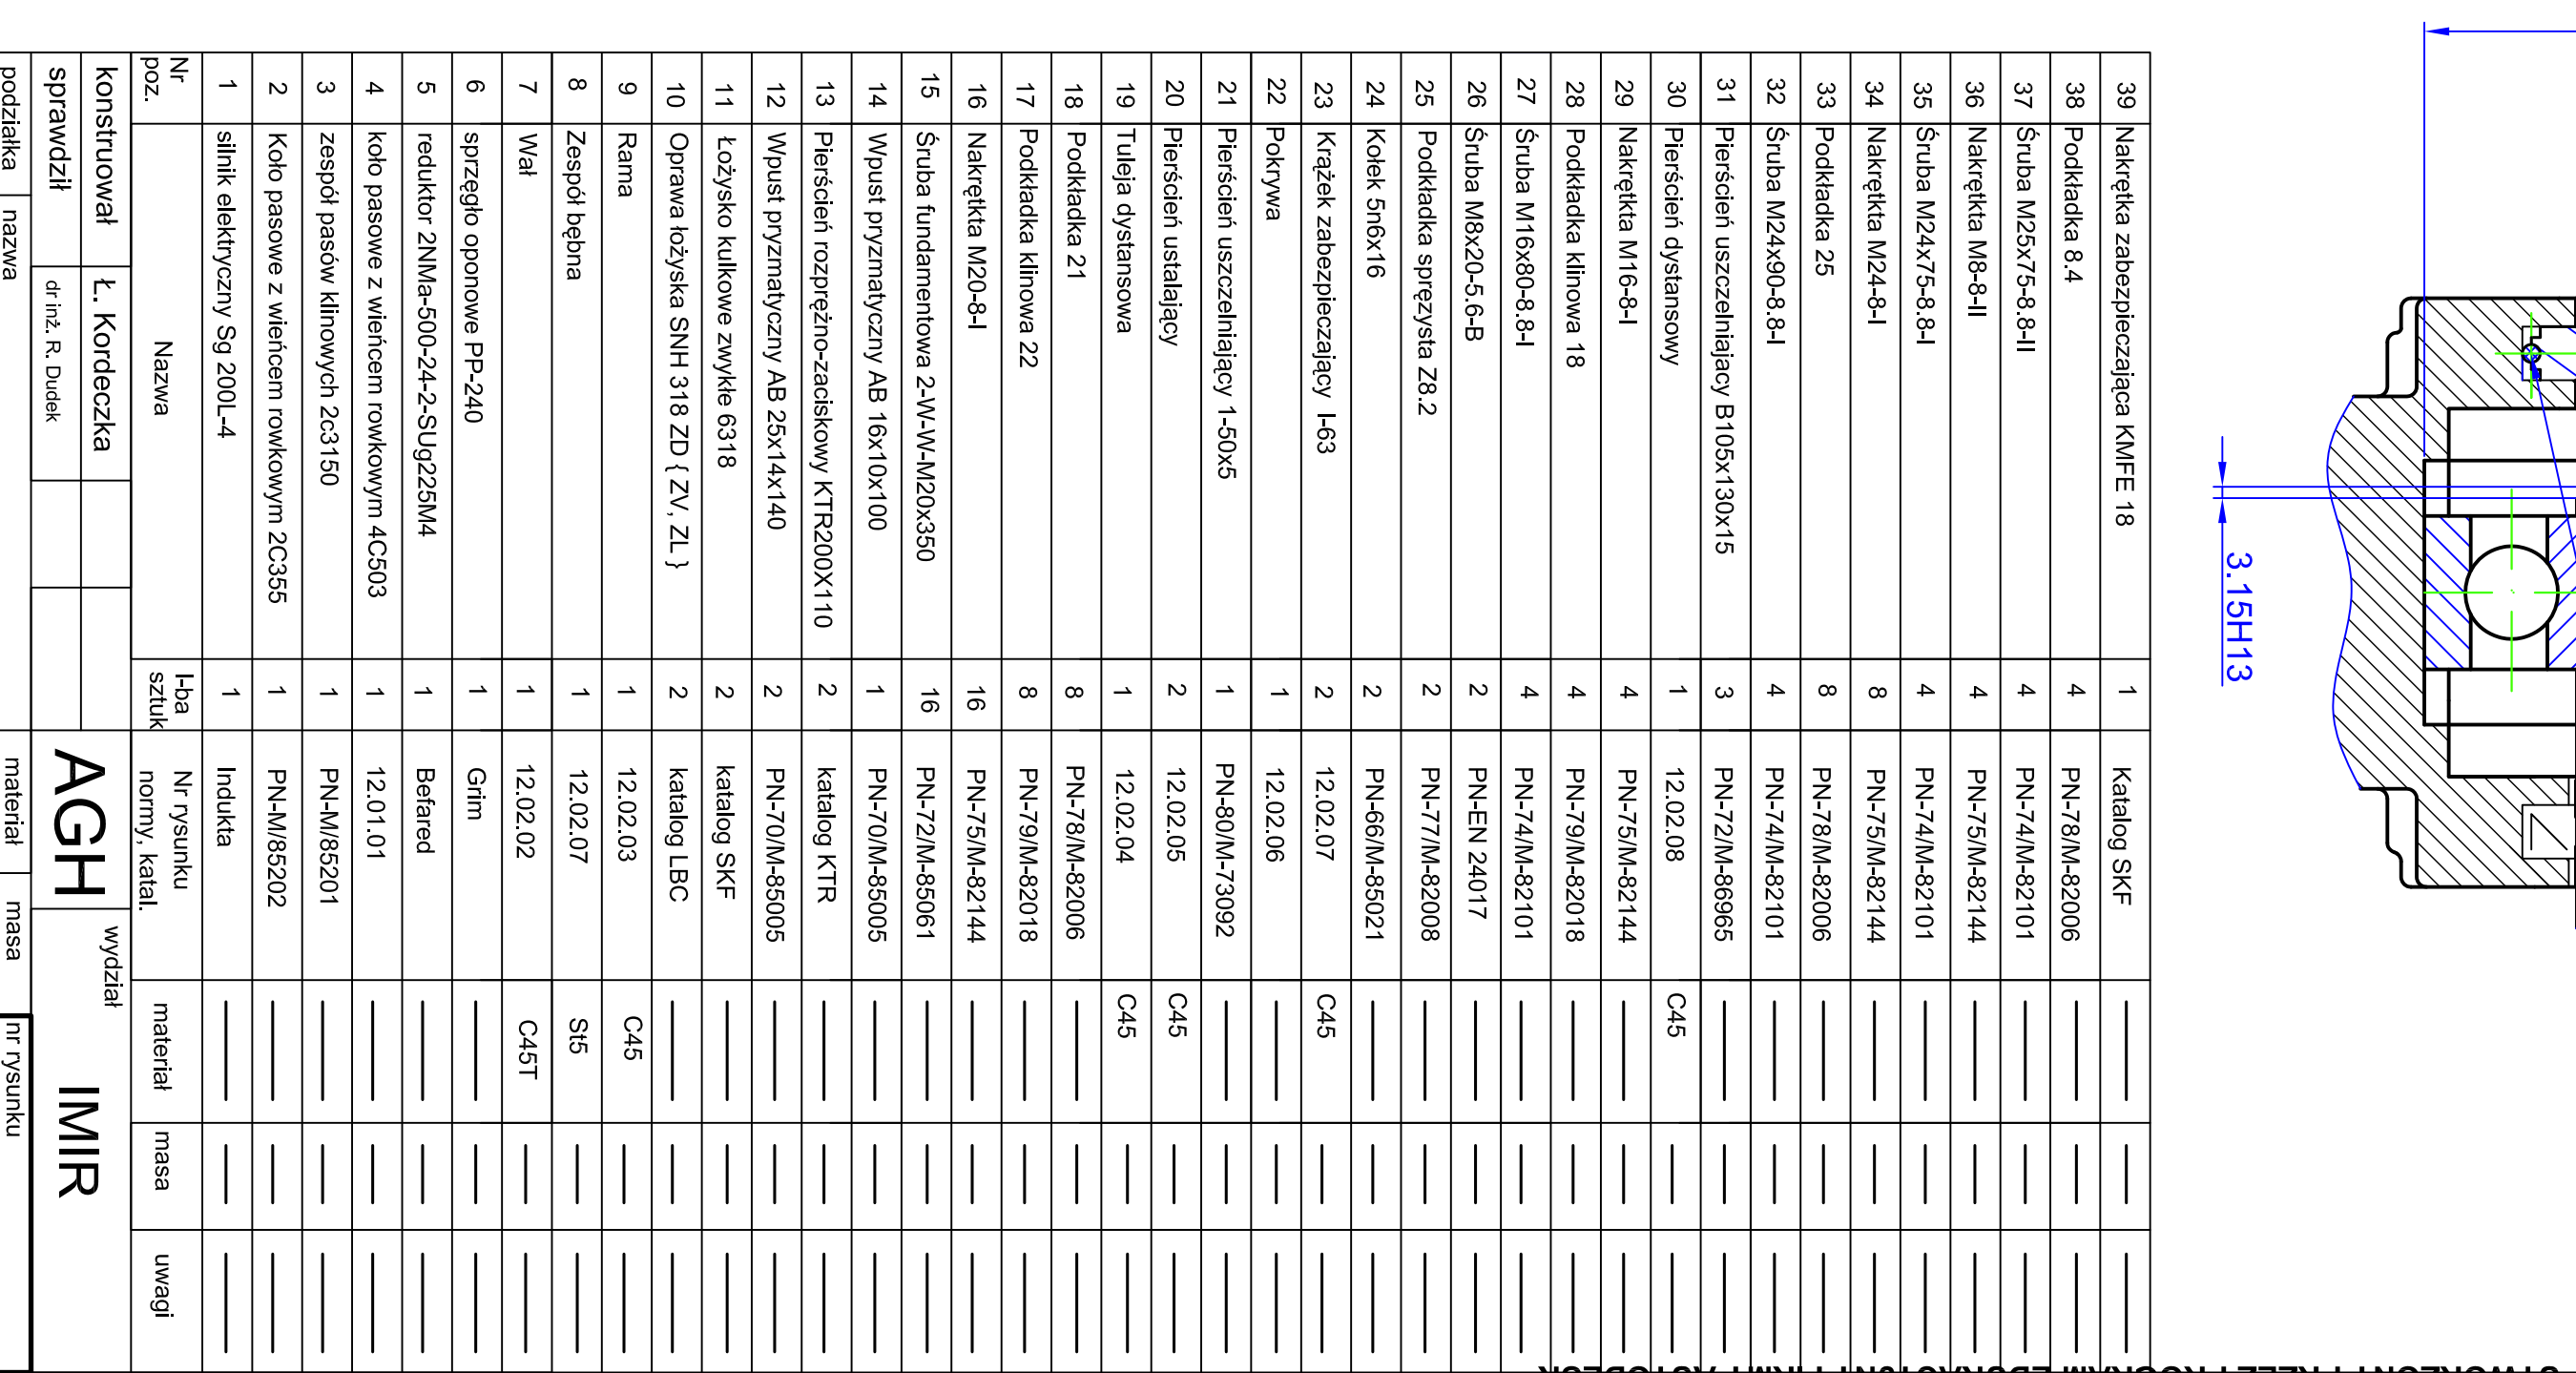 39 Nakrętka zabezpieczająca KMFE 18 1 Katalog SKF
38 Podkładka 8.4 4 PN-78/M-82006
37 Śruba M25x75-8.8-II 4 PN-74/M-82101
36 Nakrętkta M8-8-II 4 PN-75/M-82144
35 Śruba M24x75-8.8-I 4 PN-74/M-82101
34 Nakrętkta M24-8-I 8 PN-75/M-82144
33 Podkładka 25 8 PN-78/M-82006
32 Śruba M24x90-8.8-I 4 PN-74/M-82101
31 Pierścień uszczelniajacy B105x130x15 3 PN-72/M-86965
30 Pierścień dystansowy 1 12.02.08 C45
29 Nakrętkta M16-8-I 4 PN-75/M-82144
28 Podkładka klinowa 18 4 PN-79/M-82018
27 Śruba M16x80-8.8-I 4 PN-74/M-82101
26 Śruba M8x20-5.6-B 2 PN-EN 24017
25 Podkładka spręzysta Z8.2 2 PN-77/M-82008
24 Kołek 5n6x16 2 PN-66/M-85021
23 Krążek zabezpieczający I-63 2 12.02.07 C45
22 Pokrywa 1 12.02.06
21 Pierścień uszczelniający 1-50x5 1 PN-80/M-73092
20 Pierścień ustalający 2 12.02.05 C45
19 Tuleja dystansowa 1 12.02.04 C45
18 Podkładka 21 8 PN-78/M-82006
17 Podkładka klinowa 22 8 PN-79/M-82018
16 Nakrętkta M20-8-I 16 PN-75/M-82144
15 Śruba fundamentowa 2-W-W-M20x350 16 PN-72/M-85061
14 Wpust pryzmatyczny AB 16x10x100 1 PN-70/M-85005
13 Pierścień rozprężno-zaciskowy KTR200X110 2 katalog KTR
12 Wpust pryzmatyczny AB 25x14x140 2 PN-70/M-85005
11 Łożysko kulkowe zwykłe 6318 2 katalog SKF
10 Oprawa łożyska SNH 318 ZD { ZV, ZL } 2 katalog LBC
9 Rama 1 12.02.03 C45
8 Zespół bębna 1 12.02.07 St5
7 Wał 1 12.02.02 C45T
6 sprzęgło oponowe PP-240 1 Grim
5 reduktor 2NMa-500-24-2-SUg225M4 1 Befared
4 koło pasowe z wieńcem rowkowym 4C503 1 12.01.01
3 zespół pasów klinowych 2c3150 1 PN-M/85201
2 Koło pasowe z wieńcem rowkowym 2C355 1 PN-M/85202
1 silnik elektryczny Sg 200L-4 1 Indukta
Nr poz. Nazwa l-ba sztuk Nr rysunku normy, katal. materiał masa uwagi
konstruował Ł. Kordeczka AGH wydział IMIR
sprawdził dr inż. R. Dudek
podziałka nazwa materiał masa nr rysunku
3.15H13